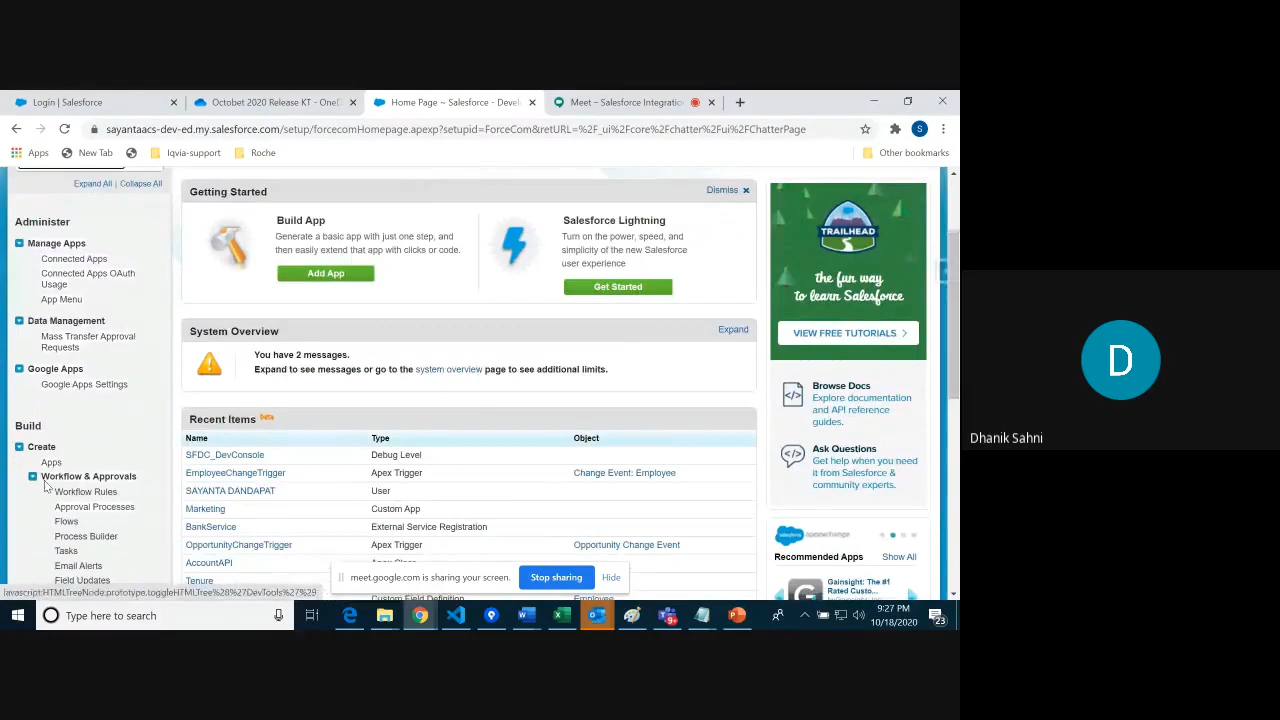 Login | Salesforce
Octobet 2020 Release KT - OneD
Home Page ~ Salesforce - Devel
Meet – Salesforce Integration
sayantaacs-dev-ed.my.salesforce.com/setup/forcecomHomepage.apexp?setupid=ForceCom&retURL=%2F_ui%2Fcore%2Fchatter%2Fui%2FChatterPage
S
Apps
New Tab
Iqvia-support
Roche
Other bookmarks
Expand All | Collapse All
Administer
Manage Apps
Connected Apps
Connected Apps OAuth
Usage
App Menu
Data Management
Mass Transfer Approval
Requests
Google Apps
Google Apps Settings
Build
Create
Apps
Workflow & Approvals
Workflow Rules
Approval Processes
Flows
Process Builder
Tasks
Email Alerts
Field Updates
Getting Started
Dismiss
Build App
Generate a basic app with just one step, and
then easily extend that app with clicks or code.
Add App
Salesforce Lightning
Turn on the power, speed, and
simplicity of the new Salesforce
user experience
Get Started
System Overview
Expand
You have 2 messages.
Expand to see messages or go to the system overview page to see additional limits.
Recent Items beta
Name Type Object
SFDC_DevConsole Debug Level
EmployeeChangeTrigger Apex Trigger Change Event: Employee
SAYANTA DANDAPAT User
Marketing Custom App
BankService External Service Registration
OpportunityChangeTrigger Apex Trigger Opportunity Change Event
AccountAPI
Tenure
TRAILHEAD
the fun way
to learn Salesforce
VIEW FREE TUTORIALS
Browse Docs
Explore documentation
and API reference
guides.
Ask Questions
Get help when you need
it from Salesforce &
community experts.
Recommended Apps
Show All
Gainsight: The #1
Rated Custo...
meet.google.com is sharing your screen.
Stop sharing
Hide
javascript:HTMLTreeNode.prototype.toggleHTMLTree%28%27DevTools%27%29
Type here to search
9:27 PM
10/18/2020
23
D
Dhanik Sahni